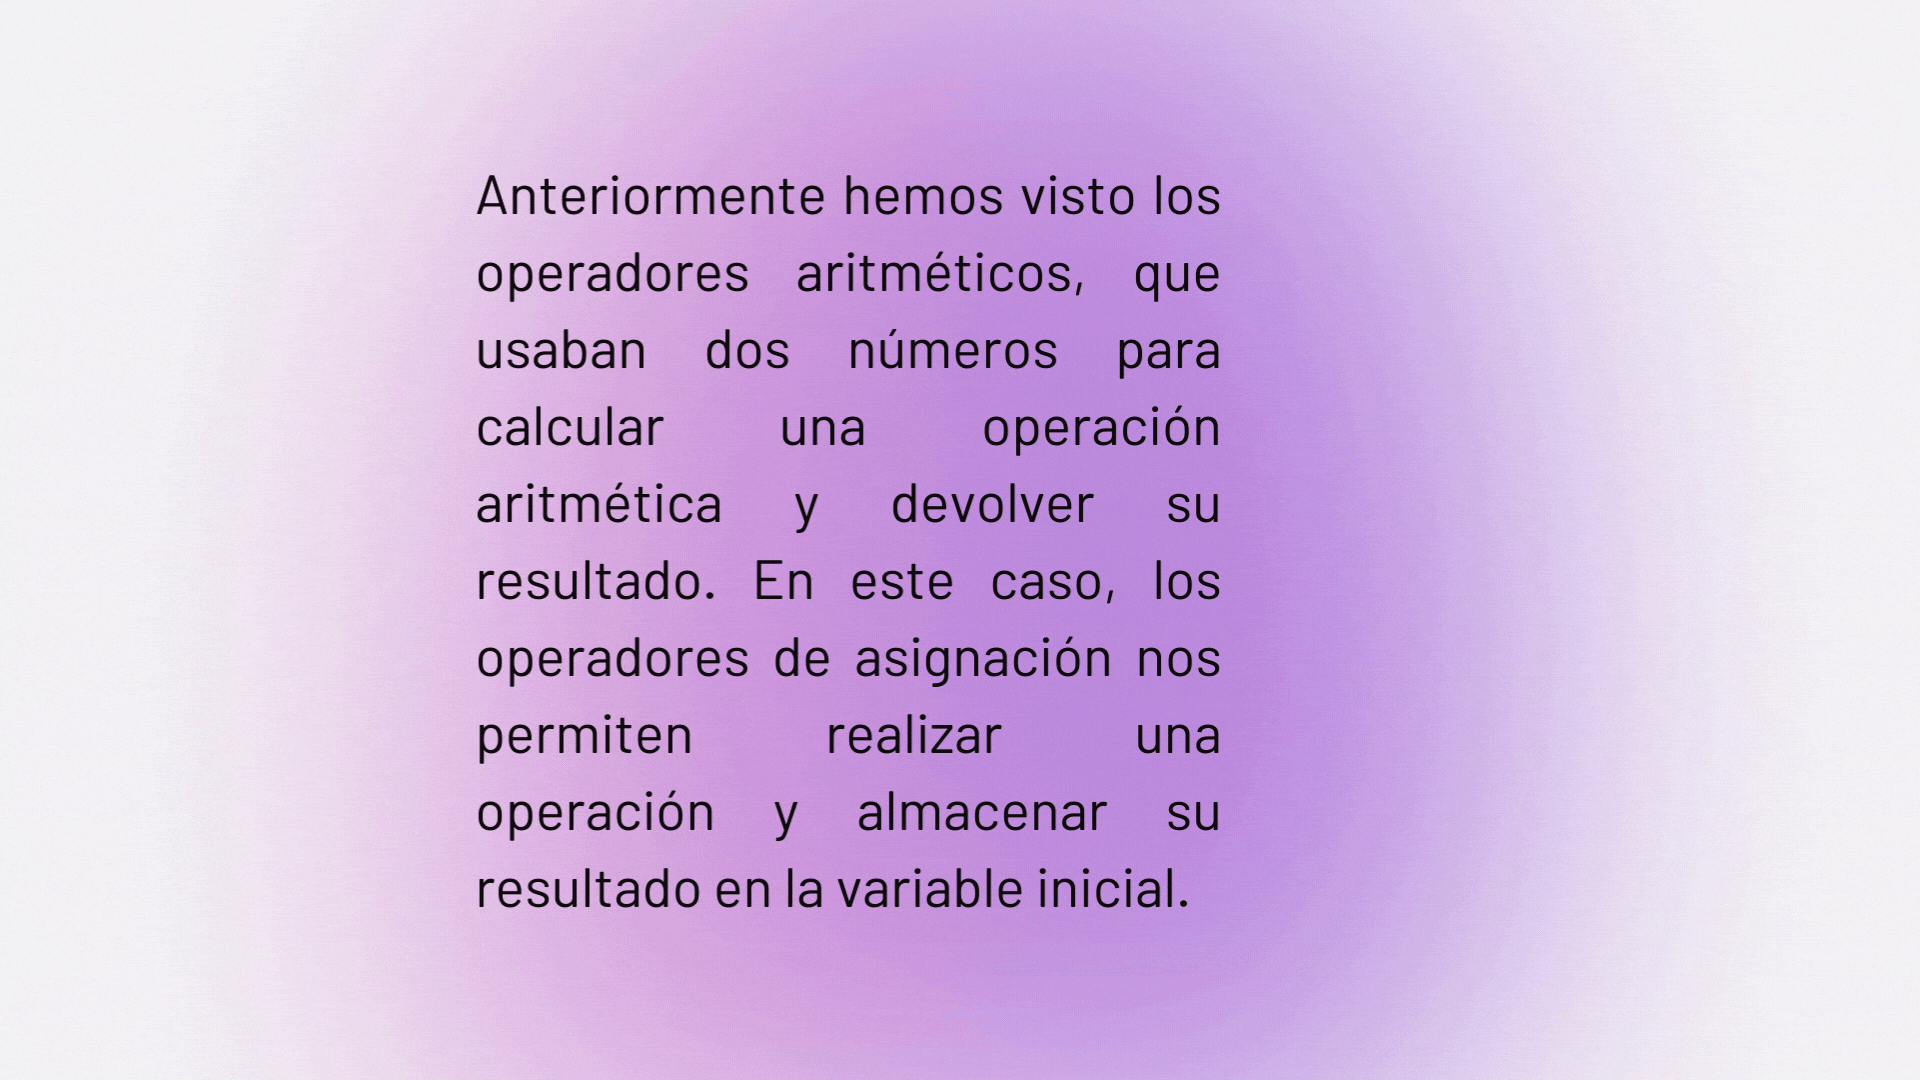 Anteriormente hemos visto los
operadores aritméticos, que
usaban dos números para
calcular una operación
aritmética y devolver su
resultado. En este caso, los
operadores de asignación nos
permiten realizar una
operación y almacenar su
resultado en la variable inicial.